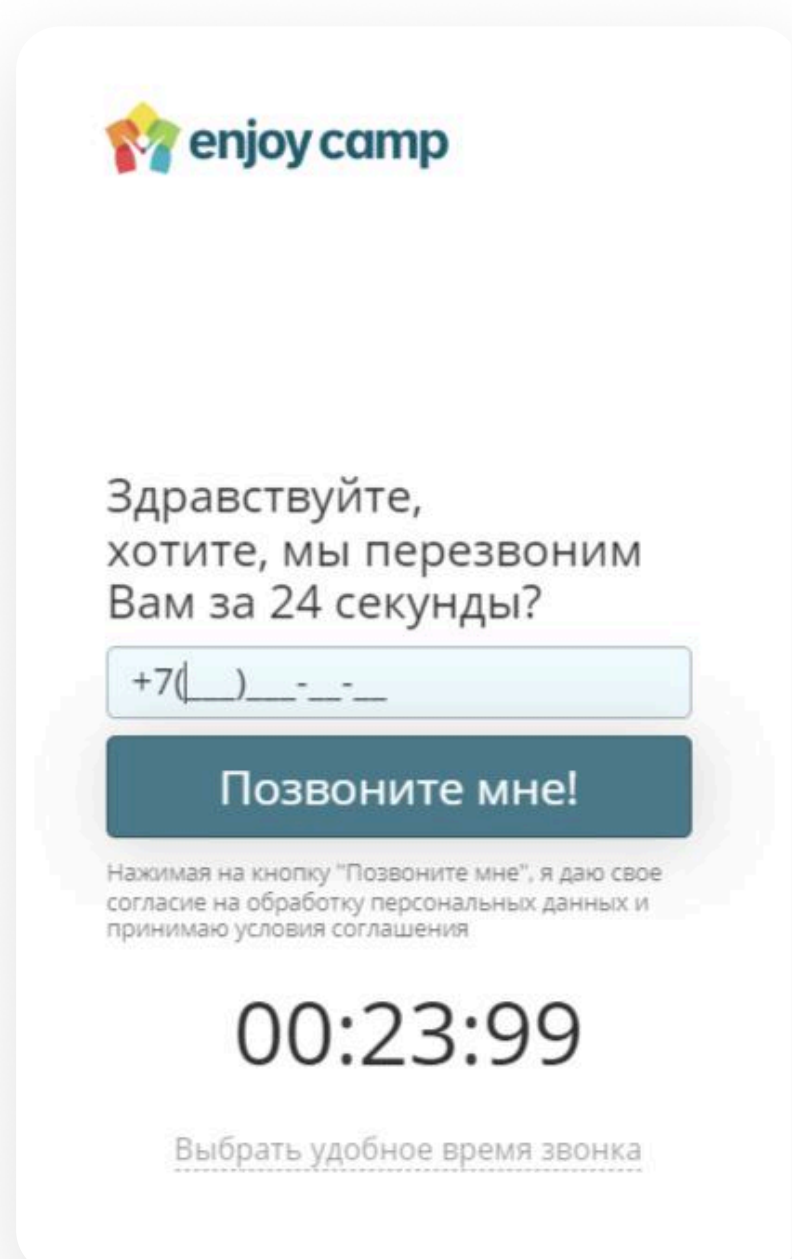 enjoy camp
Здравствуйте,
хотите, мы перезвоним
Вам за 24 секунды?
+7(___)___-__-__
Позвоните мне!
Нажимая на кнопку "Позвоните мне", я даю свое
согласие на обработку персональных данных и
принимаю условия соглашения
00:23:99
Выбрать удобное время звонка